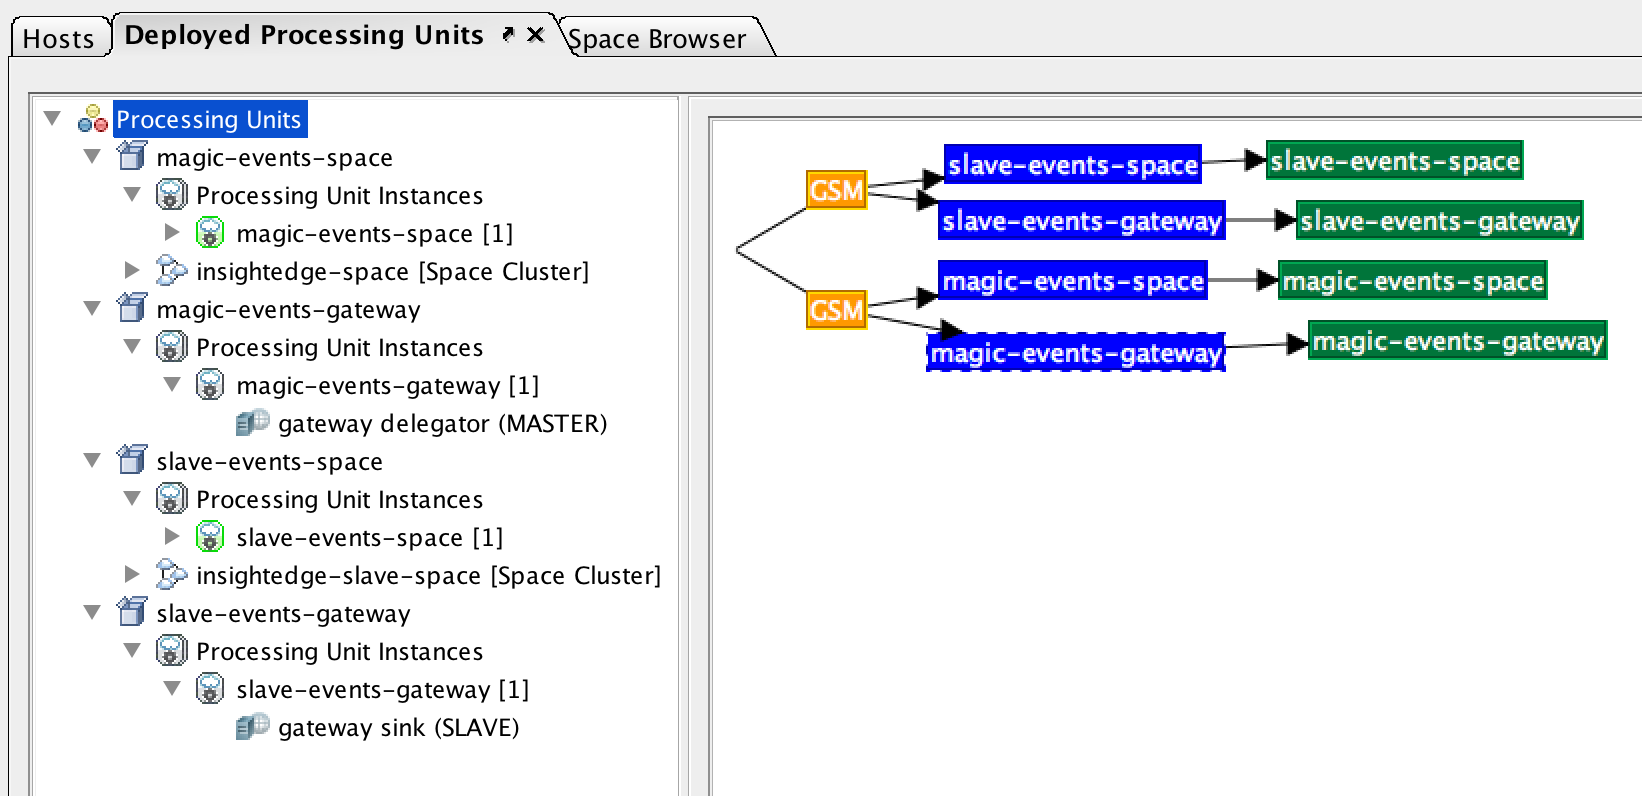 Hosts
Deployed Processing Units
Space Browser
Processing Units
magic-events-space
Processing Unit Instances
magic-events-space [1]
insightedge-space [Space Cluster]
magic-events-gateway
Processing Unit Instances
magic-events-gateway [1]
gateway delegator (MASTER)
slave-events-space
Processing Unit Instances
slave-events-space [1]
insightedge-slave-space [Space Cluster]
slave-events-gateway
Processing Unit Instances
slave-events-gateway [1]
gateway sink (SLAVE)
GSM
slave-events-space
slave-events-space
slave-events-gateway
slave-events-gateway
GSM
magic-events-space
magic-events-space
magic-events-gateway
magic-events-gateway